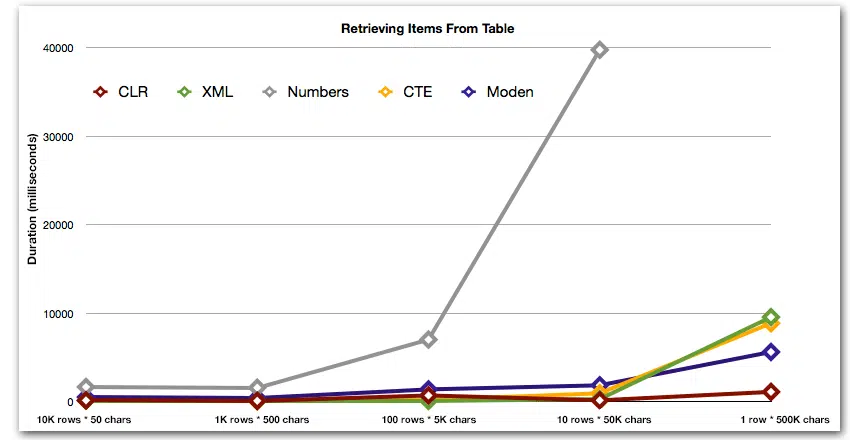 Retrieving Items From Table
40000
CLR XML Numbers CTE Moden
30000
Duration (milliseconds)
20000
10000
0
10K rows * 50 chars 1K rows * 500 chars 100 rows * 5K chars 10 rows * 50K chars 1 row * 500K chars